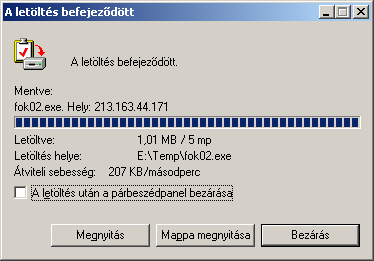 A letöltés befejeződött
A letöltés befejeződött.
Mentve:
fok02.exe. Hely: 213.163.44.171
Letöltve: 1,01 MB / 5 mp
Letöltés helye: E:\Temp\fok02.exe
Átviteli sebesség: 207 KB/másodperc
A letöltés után a párbeszédpanel bezárása
Megnyitás Mappa megnyitása Bezárás